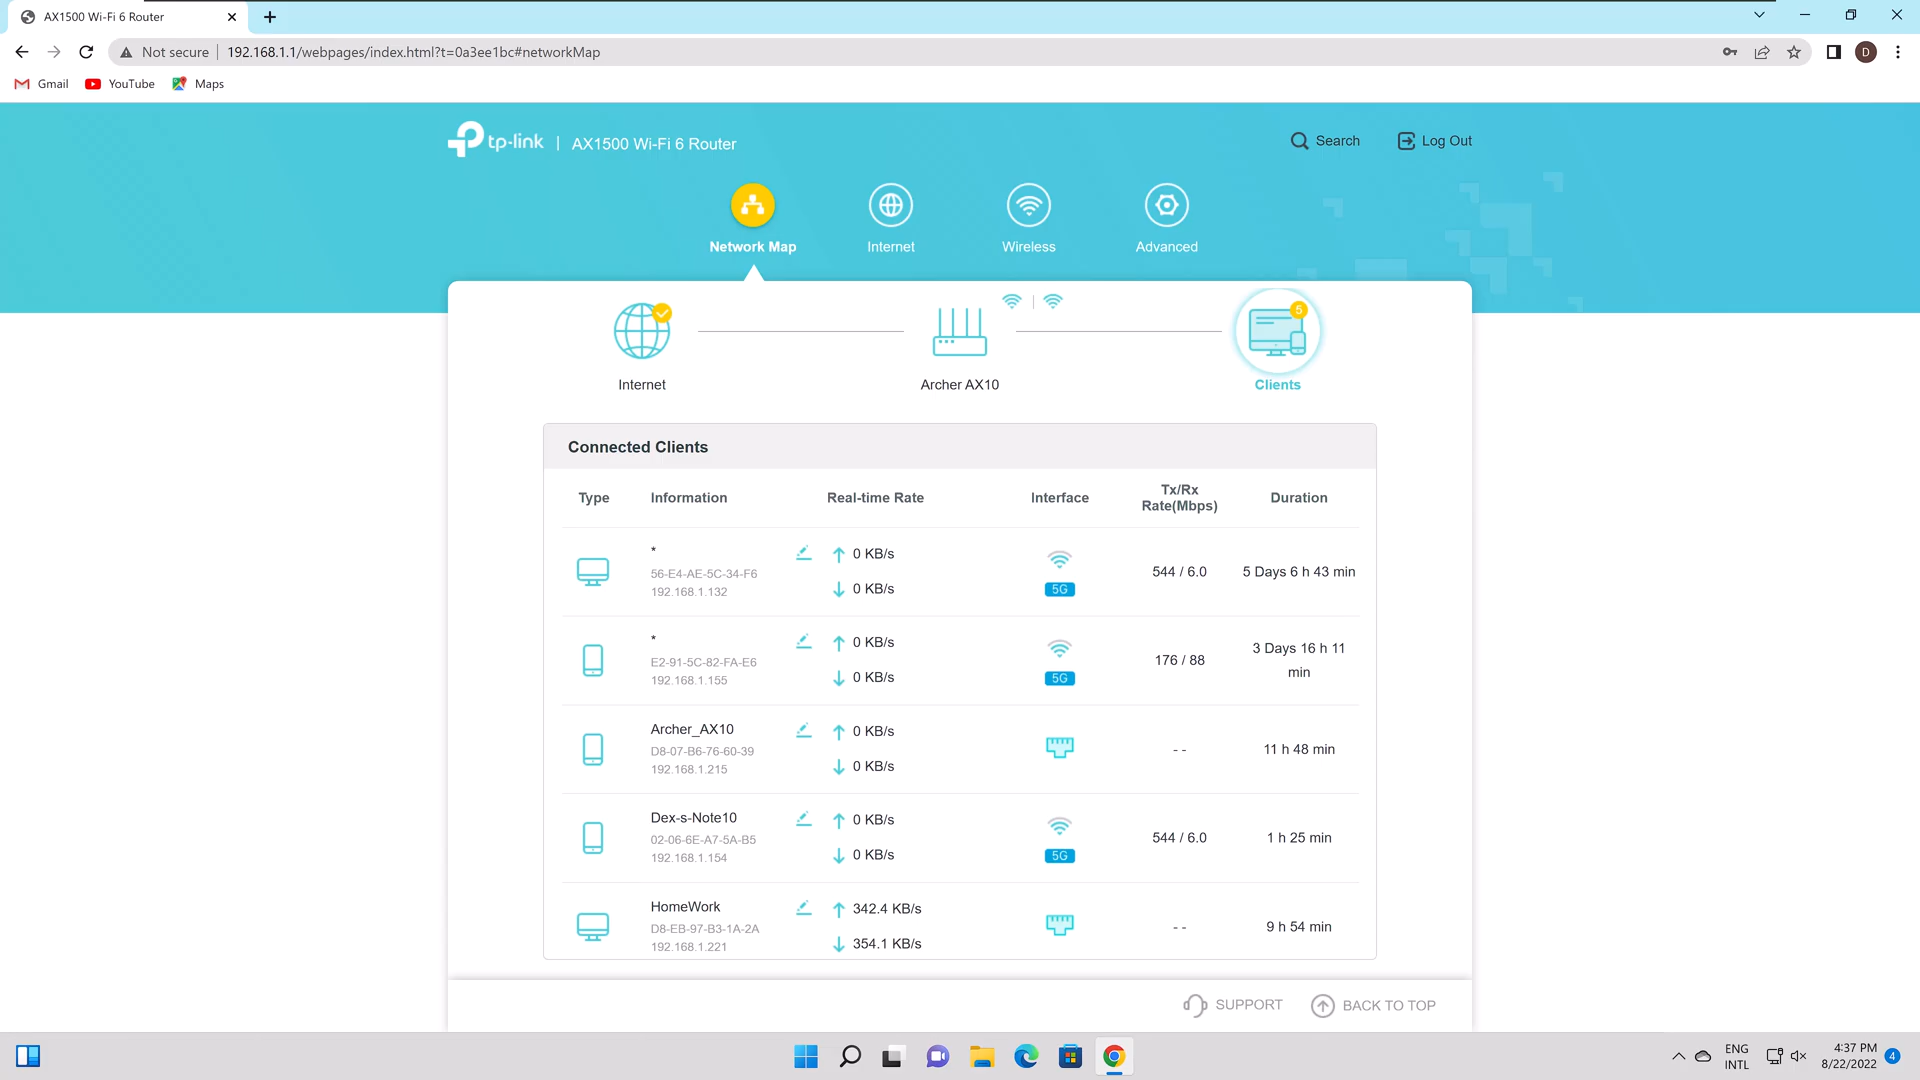 AX1500 Wi-Fi 6 Router
Not secure | 192.168.1.1/webpages/index.html?t=0a3ee1bc#networkMap
D
Gmail YouTube Maps
tp-link | AX1500 Wi-Fi 6 Router
Search Log Out
Network Map Internet Wireless Advanced
5
Internet Archer AX10 Clients
Connected Clients
Type Information Real-time Rate Interface Tx/Rx Rate(Mbps) Duration
*
56-E4-AE-5C-34-F6
192.168.1.132
0 KB/s
0 KB/s
5G
544 / 6.0
5 Days 6 h 43 min
*
E2-91-5C-82-FA-E6
192.168.1.155
0 KB/s
0 KB/s
5G
176 / 88
3 Days 16 h 11
min
Archer_AX10
D8-07-B6-76-60-39
192.168.1.215
0 KB/s
0 KB/s
- -
11 h 48 min
Dex-s-Note10
02-06-6E-A7-5A-B5
192.168.1.154
0 KB/s
0 KB/s
5G
544 / 6.0
1 h 25 min
HomeWork
D8-EB-97-B3-1A-2A
192.168.1.221
342.4 KB/s
354.1 KB/s
- -
9 h 54 min
SUPPORT BACK TO TOP
ENG
INTL
4:37 PM
8/22/2022
4